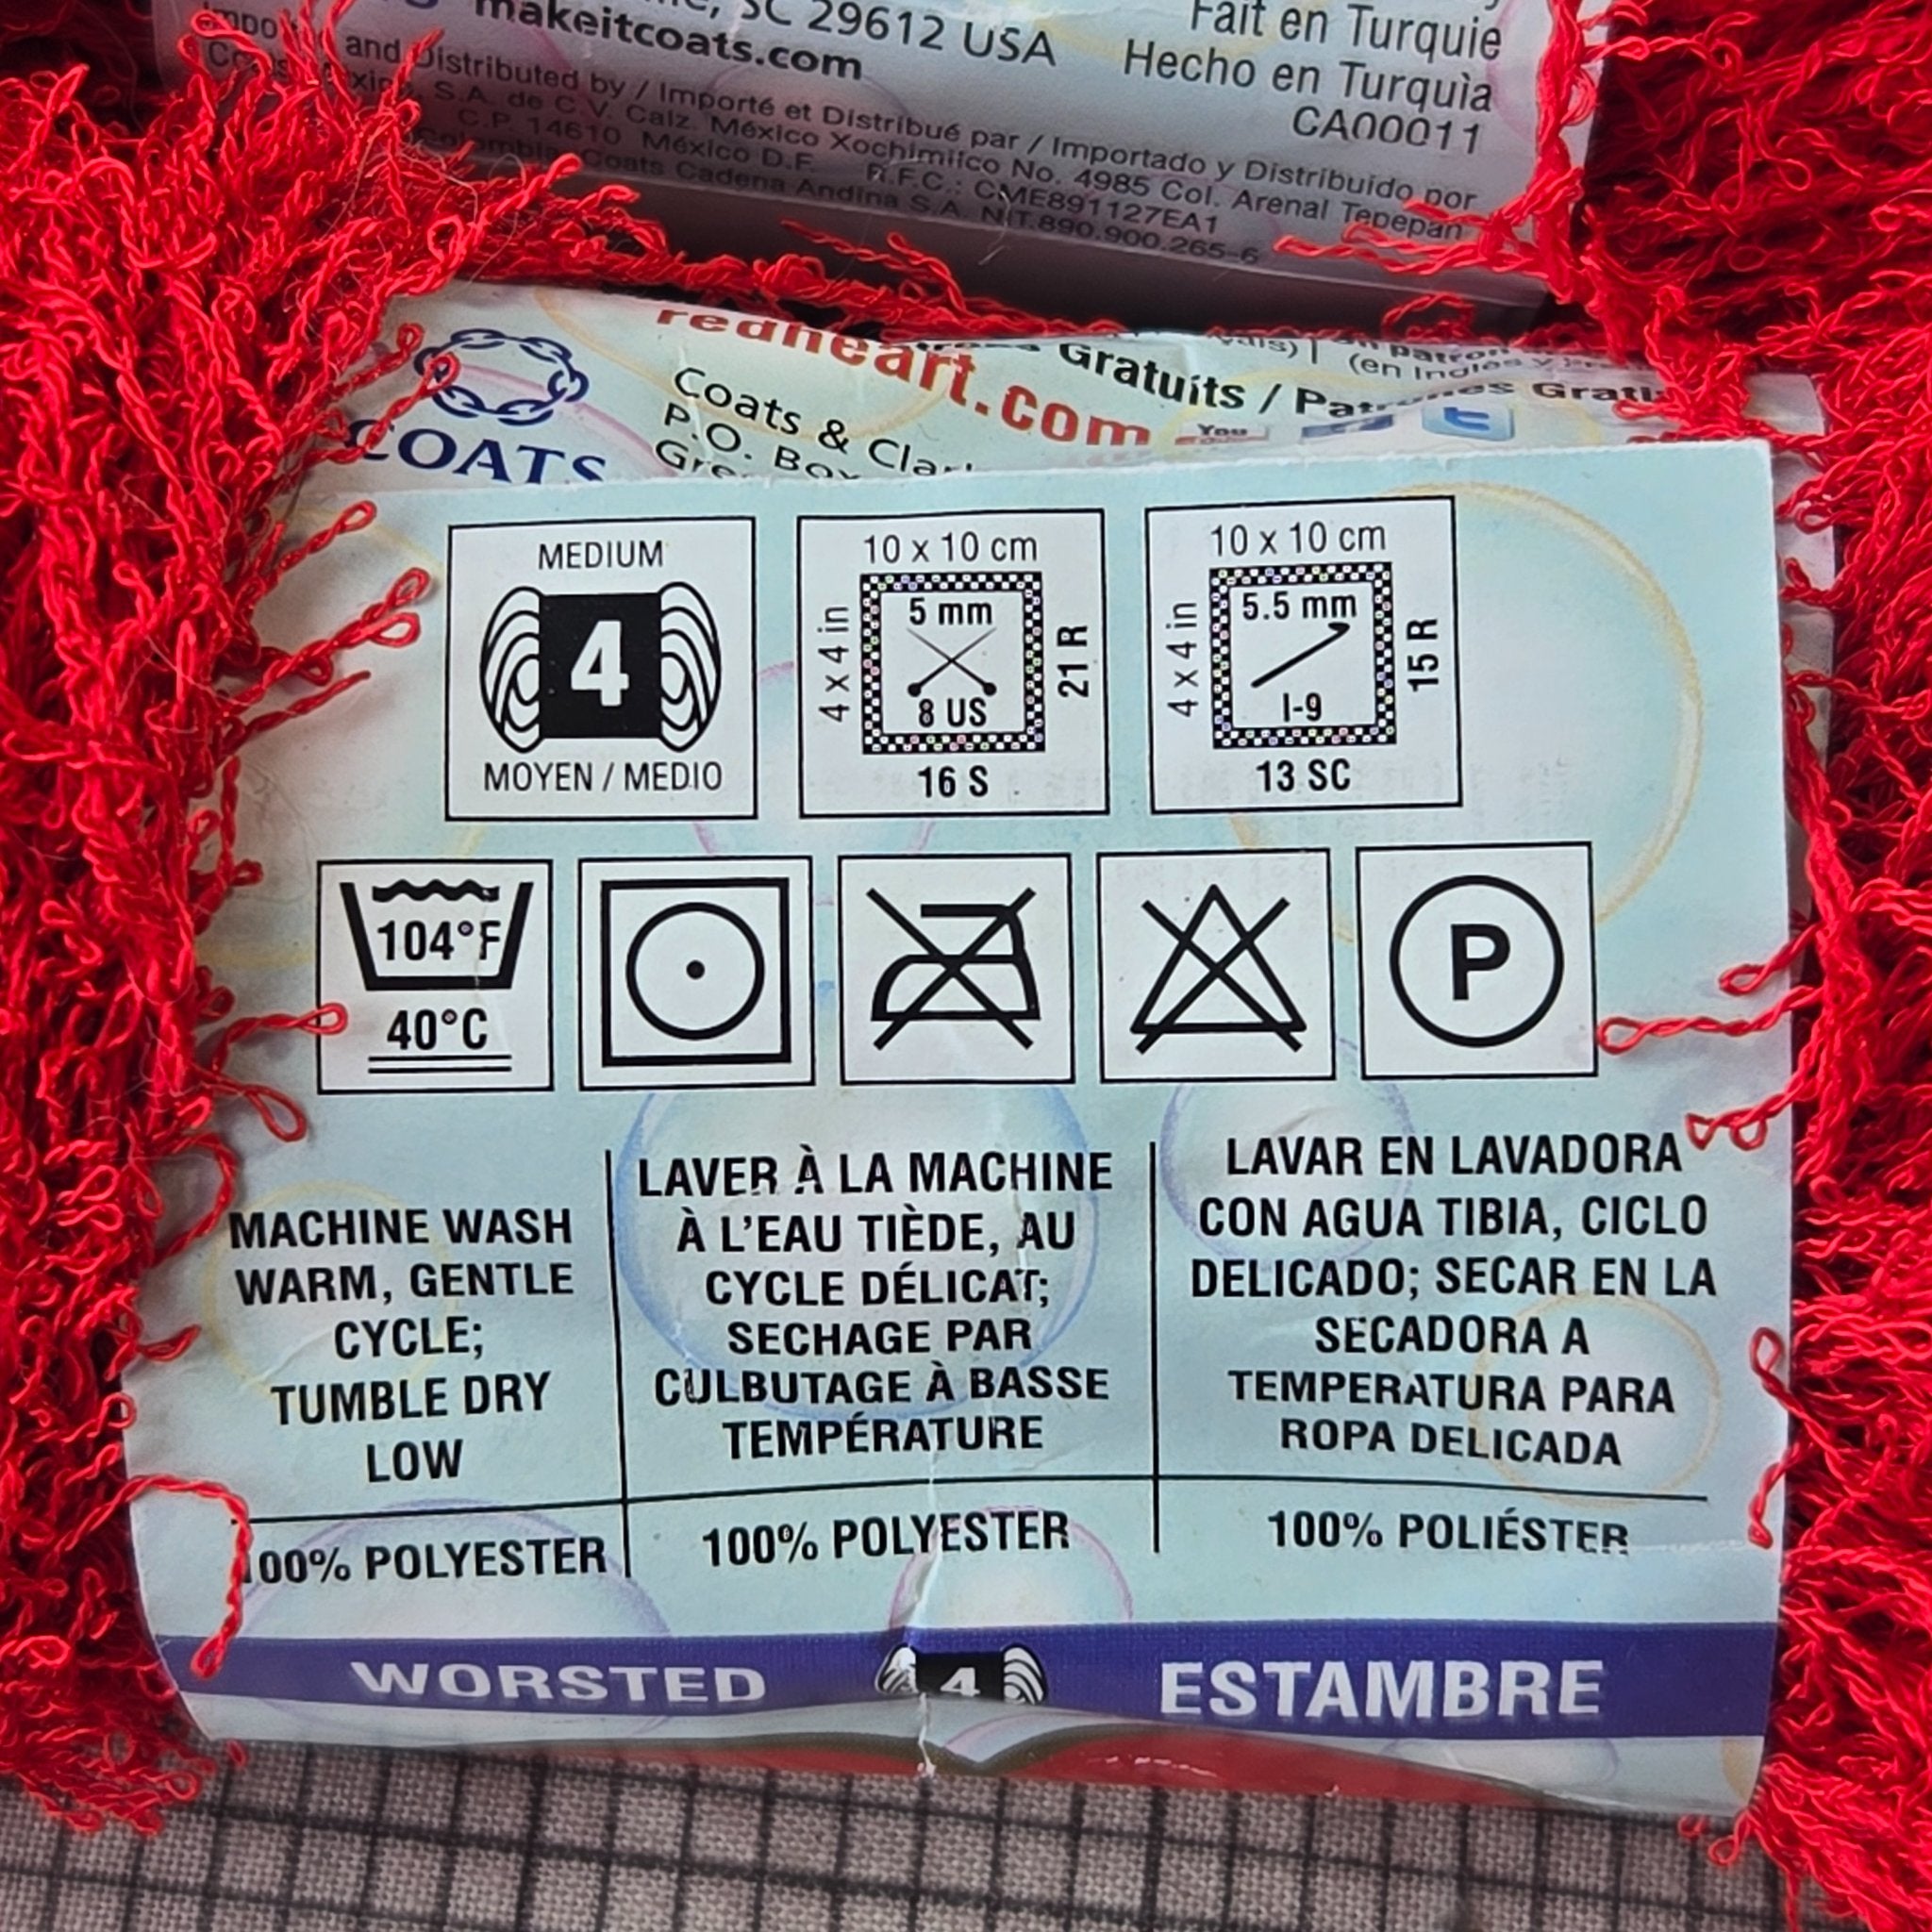 SC 29612 USA
makeitcoats.com
Fait en Turquie
Hecho en Turquìa
CA00011
and Distributed by / Importé et Distribué par / Importado y Distribuido por
S.A. de C.V. Calz. México Xochimilco No. 4985 Col. Arenal Tepepan
C.P. 14610 México D.F. R.F.C.: CME891127EA1
Coats Cadena Andina S.A. NIT.890.900.265-6
COATS
redheart.com
Gratuits /
(en
Coats &
P.O. Box
You
MEDIUM
4
MOYEN / MEDIO
10 x 10 cm
4 x 4 in
5 mm
8 US
21 R
16 S
10 x 10 cm
4 x 4 in
5.5 mm
I-9
15 R
13 SC
104°F
40°C
P
MACHINE WASH
WARM, GENTLE
CYCLE;
TUMBLE DRY
LOW
100% POLYESTER
LAVER À LA MACHINE
À L'EAU TIÈDE, AU
CYCLE DÉLICAT;
SECHAGE PAR
CULBUTAGE À BASSE
TEMPÉRATURE
100% POLYESTER
LAVAR EN LAVADORA
CON AGUA TIBIA, CICLO
DELICADO; SECAR EN LA
SECADORA A
TEMPERATURA PARA
ROPA DELICADA
100% POLIÉSTER
WORSTED 4 ESTAMBRE